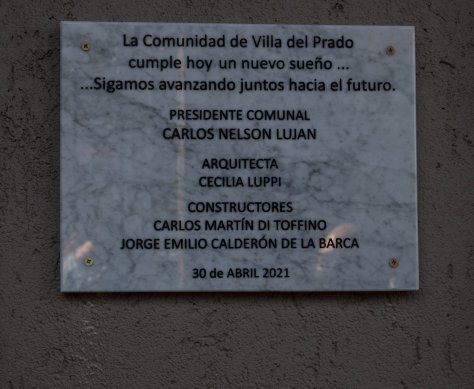 La Comunidad de Villa del Prado
cumple hoy un nuevo sueño ...
...Sigamos avanzando juntos hacia el futuro.
PRESIDENTE COMUNAL
CARLOS NELSON LUJAN
ARQUITECTA
CECILIA LUPPI
CONSTRUCTORES
CARLOS MARTÍN DI TOFFINO
JORGE EMILIO CALDERÓN DE LA BARCA
30 de ABRIL 2021